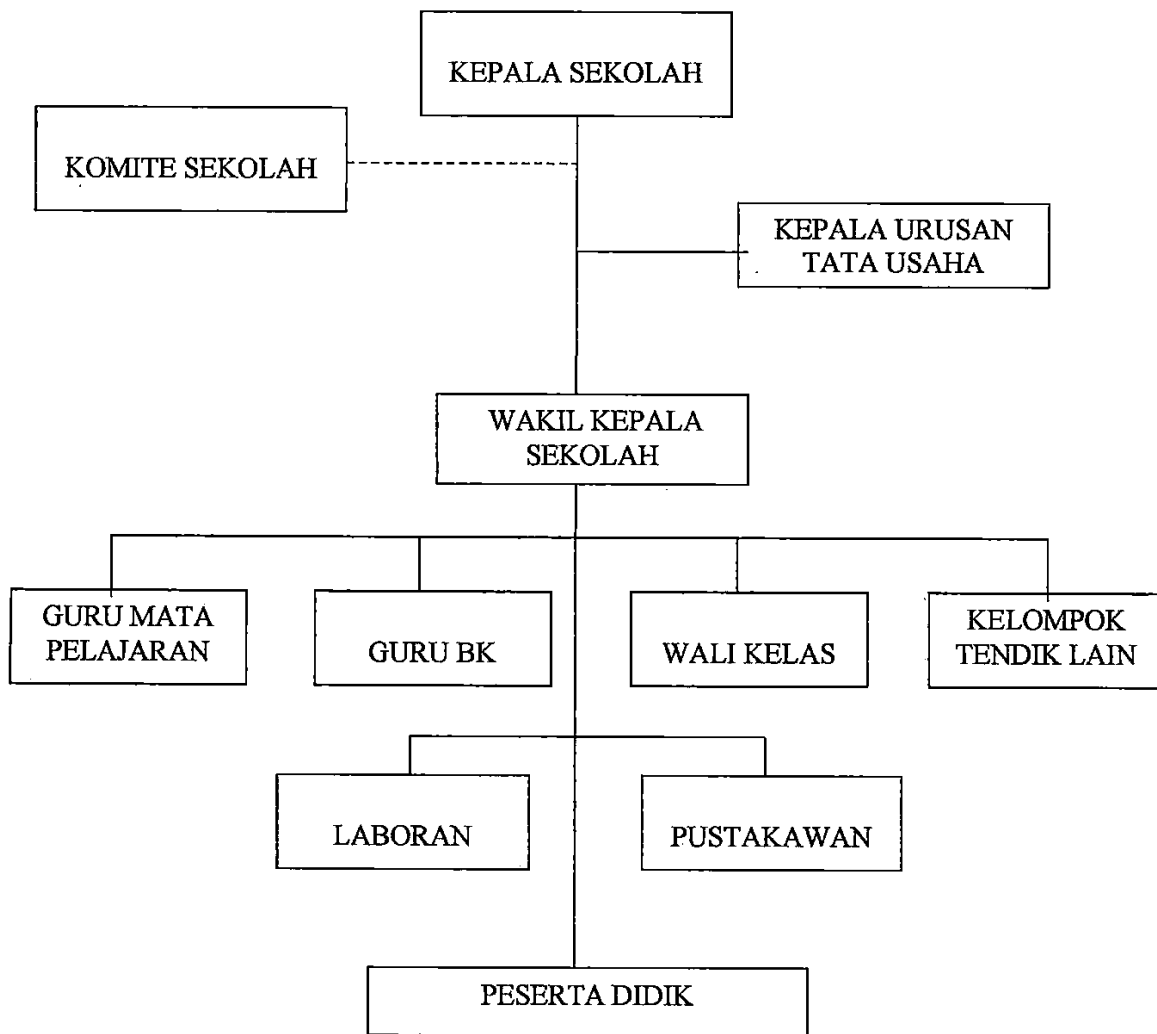 KEPALA SEKOLAH
KOMITE SEKOLAH
KEPALA URUSAN
TATA USAHA
WAKIL KEPALA
SEKOLAH
GURU MATA
PELAJARAN
GURU BK
WALI KELAS
KELOMPOK
TENDIK LAIN
LABORAN
PUSTAKAWAN
PESERTA DIDIK